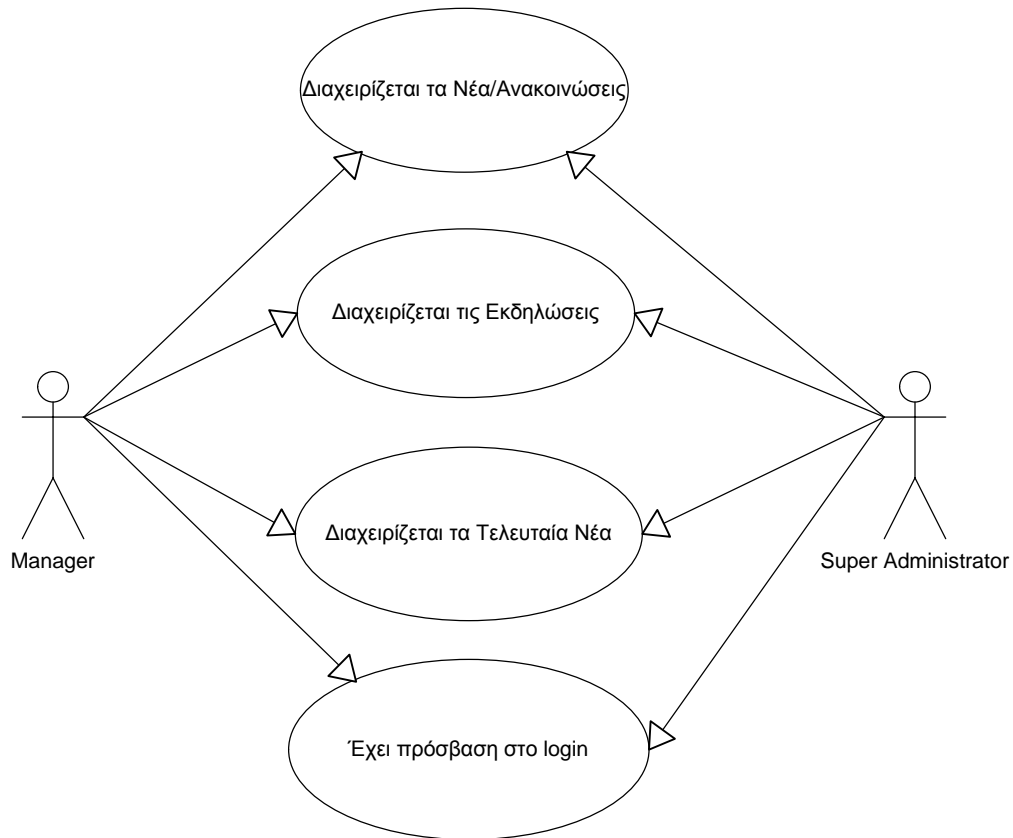 Διαχειρίζεται τα Νέα/Ανακοινώσεις
Διαχειρίζεται τις Εκδηλώσεις
Διαχειρίζεται τα Τελευταία Νέα
Manager
Super Administrator
Έχει πρόσβαση στο login